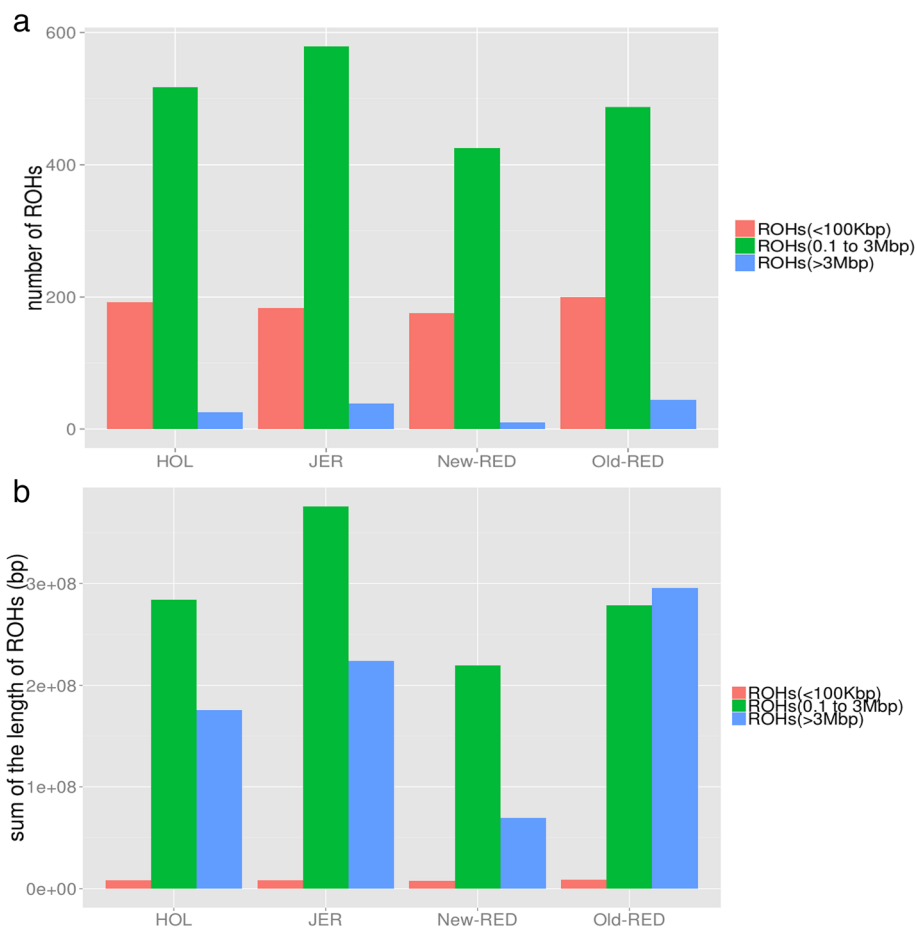 a
number of ROHs
600
400
200
0
HOL JER New-RED Old-RED
ROHs(<100Kbp)
ROHs(0.1 to 3Mbp)
ROHs(>3Mbp)
b
sum of the length of ROHs (bp)
3e+08
2e+08
1e+08
0e+00
HOL JER New-RED Old-RED
ROHs(<100Kbp)
ROHs(0.1 to 3Mbp)
ROHs(>3Mbp)